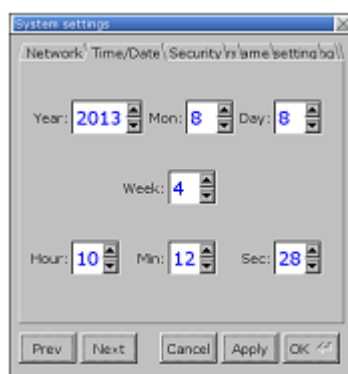 System settings
Network Time/Date Security
Year: 2013 Mon: 8 Day: 8
Week: 4
Hour: 10 Min: 12 Sec: 28
Prev Next Cancel Apply OK